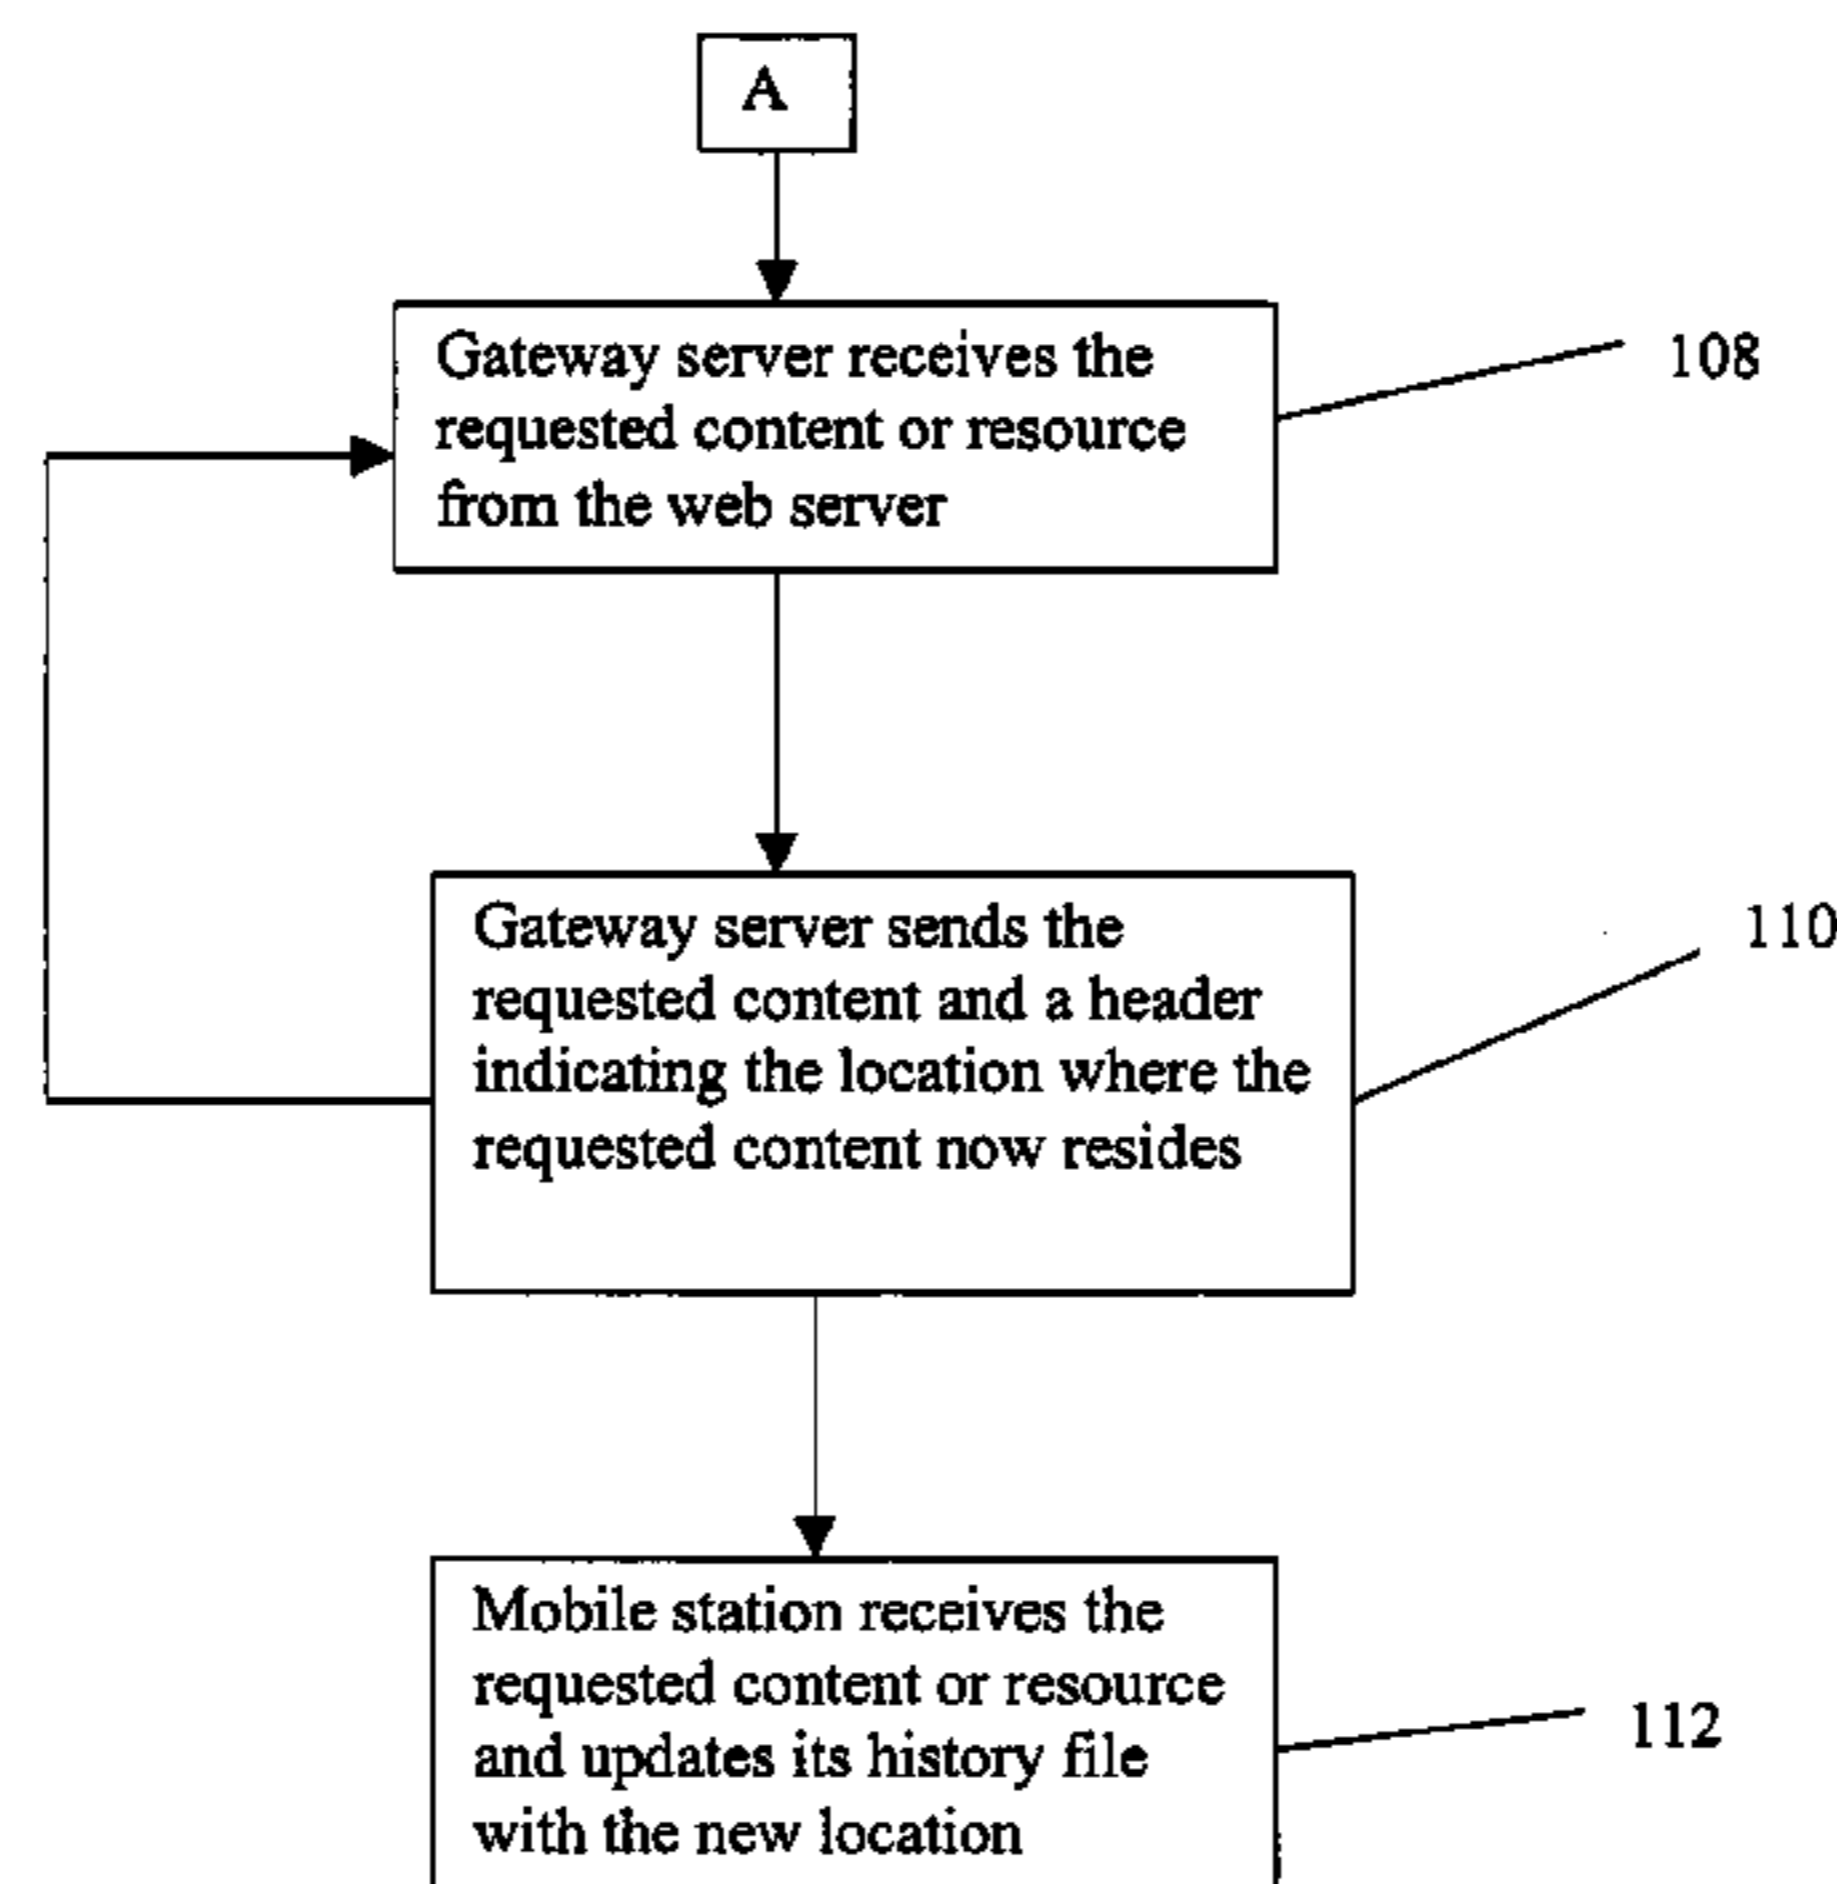 A
Gateway server receives the
requested content or resource
from the web server
108
Gateway server sends the
requested content and a header
indicating the location where the
requested content now resides
110
Mobile station receives the
requested content or resource
and updates its history file
with the new location
112